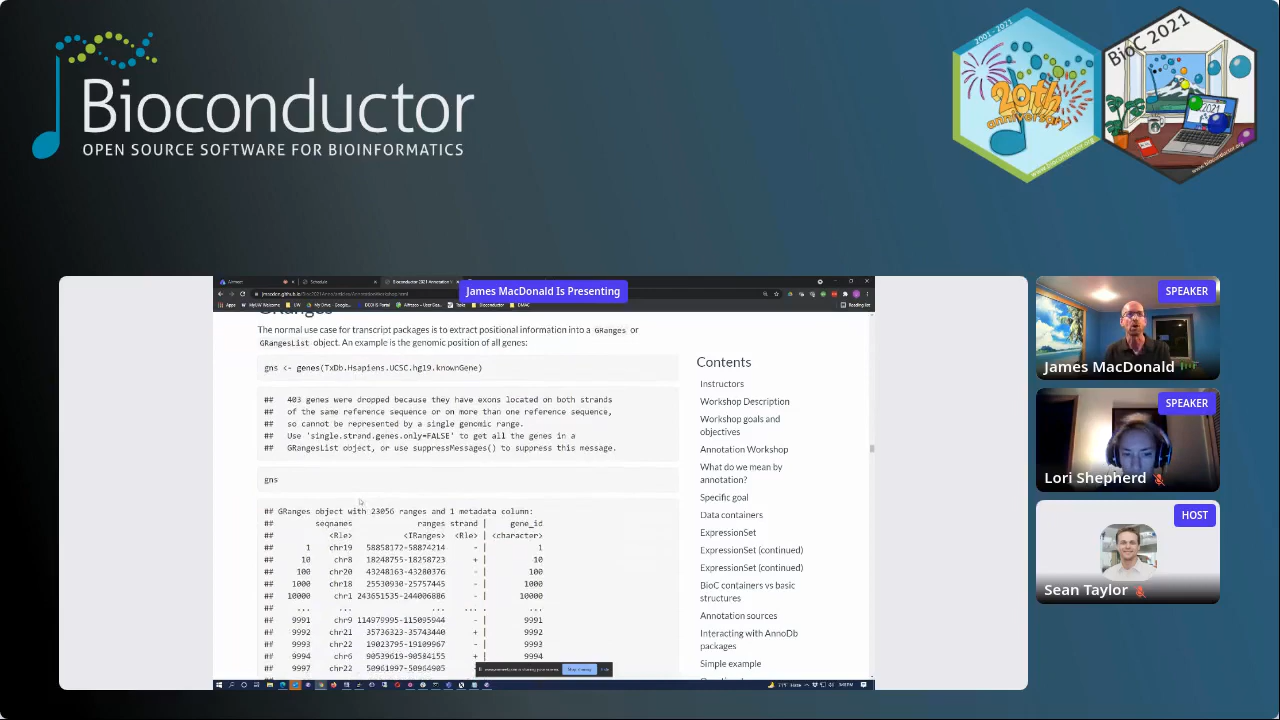 Bioconductor
OPEN SOURCE SOFTWARE FOR BIOINFORMATICS
2001 - 2021
20th
anniversary
www.bioconductor.org
BioC 2021
2021
www.bioconductor.org
James MacDonald Is Presenting
GRanges
The normal use case for transcript packages is to extract positional information into a GRanges or
GRangesList object. An example is the genomic position of all genes:
gns <- genes(TxDb.Hsapiens.UCSC.hg19.knownGene)
## 403 genes were dropped because they have exons located on both strands
## of the same reference sequence or on more than one reference sequence,
## so cannot be represented by a single genomic range.
## Use 'single.strand.genes.only=FALSE' to get all the genes in a
## GRangesList object, or use suppressMessages() to suppress this message.
gns
## GRanges object with 23056 ranges and 1 metadata column:
## seqnames ranges strand | gene_id
## <Rle> <IRanges> <Rle> | <character>
## 1 chr19 58858172-58874214 - | 1
## 10 chr8 18248755-18258723 + | 10
## 100 chr20 43248163-43280376 - | 100
## 1000 chr18 25530930-25757445 - | 1000
## 10000 chr1 243651535-244006886 - | 10000
## ... ... ... ... . ...
## 9991 chr9 114979995-115095944 - | 9991
## 9992 chr21 35736323-35743440 + | 9992
## 9993 chr22 19023795-19109967 - | 9993
## 9994 chr6 90539619-90584155 + | 9994
## 9997 chr22 50961997-50964905
Contents
Instructors
Workshop Description
Workshop goals and
objectives
Annotation Workshop
What do we mean by
annotation?
Specific goal
Data containers
ExpressionSet
ExpressionSet (continued)
ExpressionSet (continued)
BioC containers vs basic
structures
Annotation sources
Interacting with AnnoDb
packages
Simple example
SPEAKER
James MacDonald
SPEAKER
Lori Shepherd
HOST
Sean Taylor